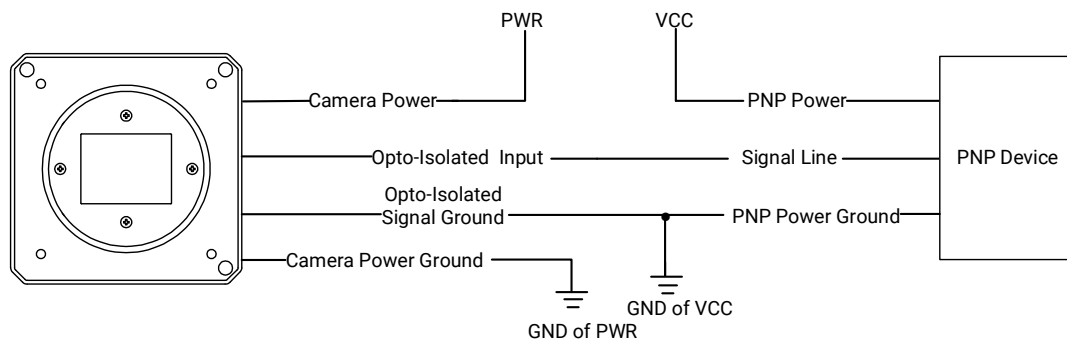 PWR
VCC
Camera Power
PNP Power
Opto-Isolated Input
Signal Line
PNP Device
Opto-Isolated
Signal Ground
PNP Power Ground
Camera Power Ground
GND of VCC
GND of PWR